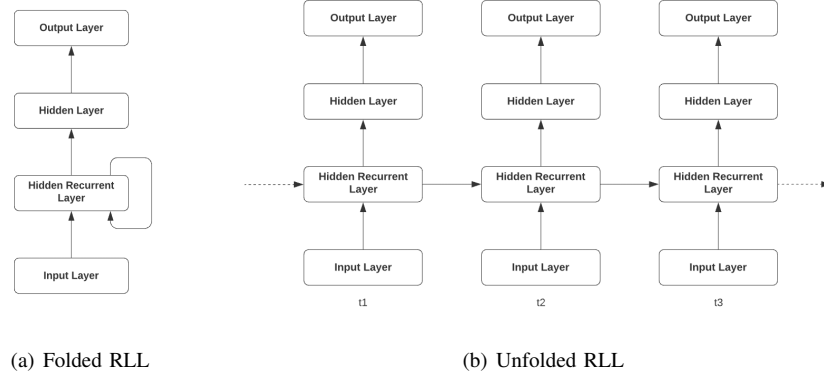 Output Layer
Hidden Layer
Hidden Recurrent
Layer
Input Layer
(a) Folded RLL
Output Layer
Output Layer
Output Layer
Hidden Layer
Hidden Layer
Hidden Layer
Hidden Recurrent
Layer
Hidden Recurrent
Layer
Hidden Recurrent
Layer
Input Layer
Input Layer
Input Layer
t1
t2
t3
(b) Unfolded RLL